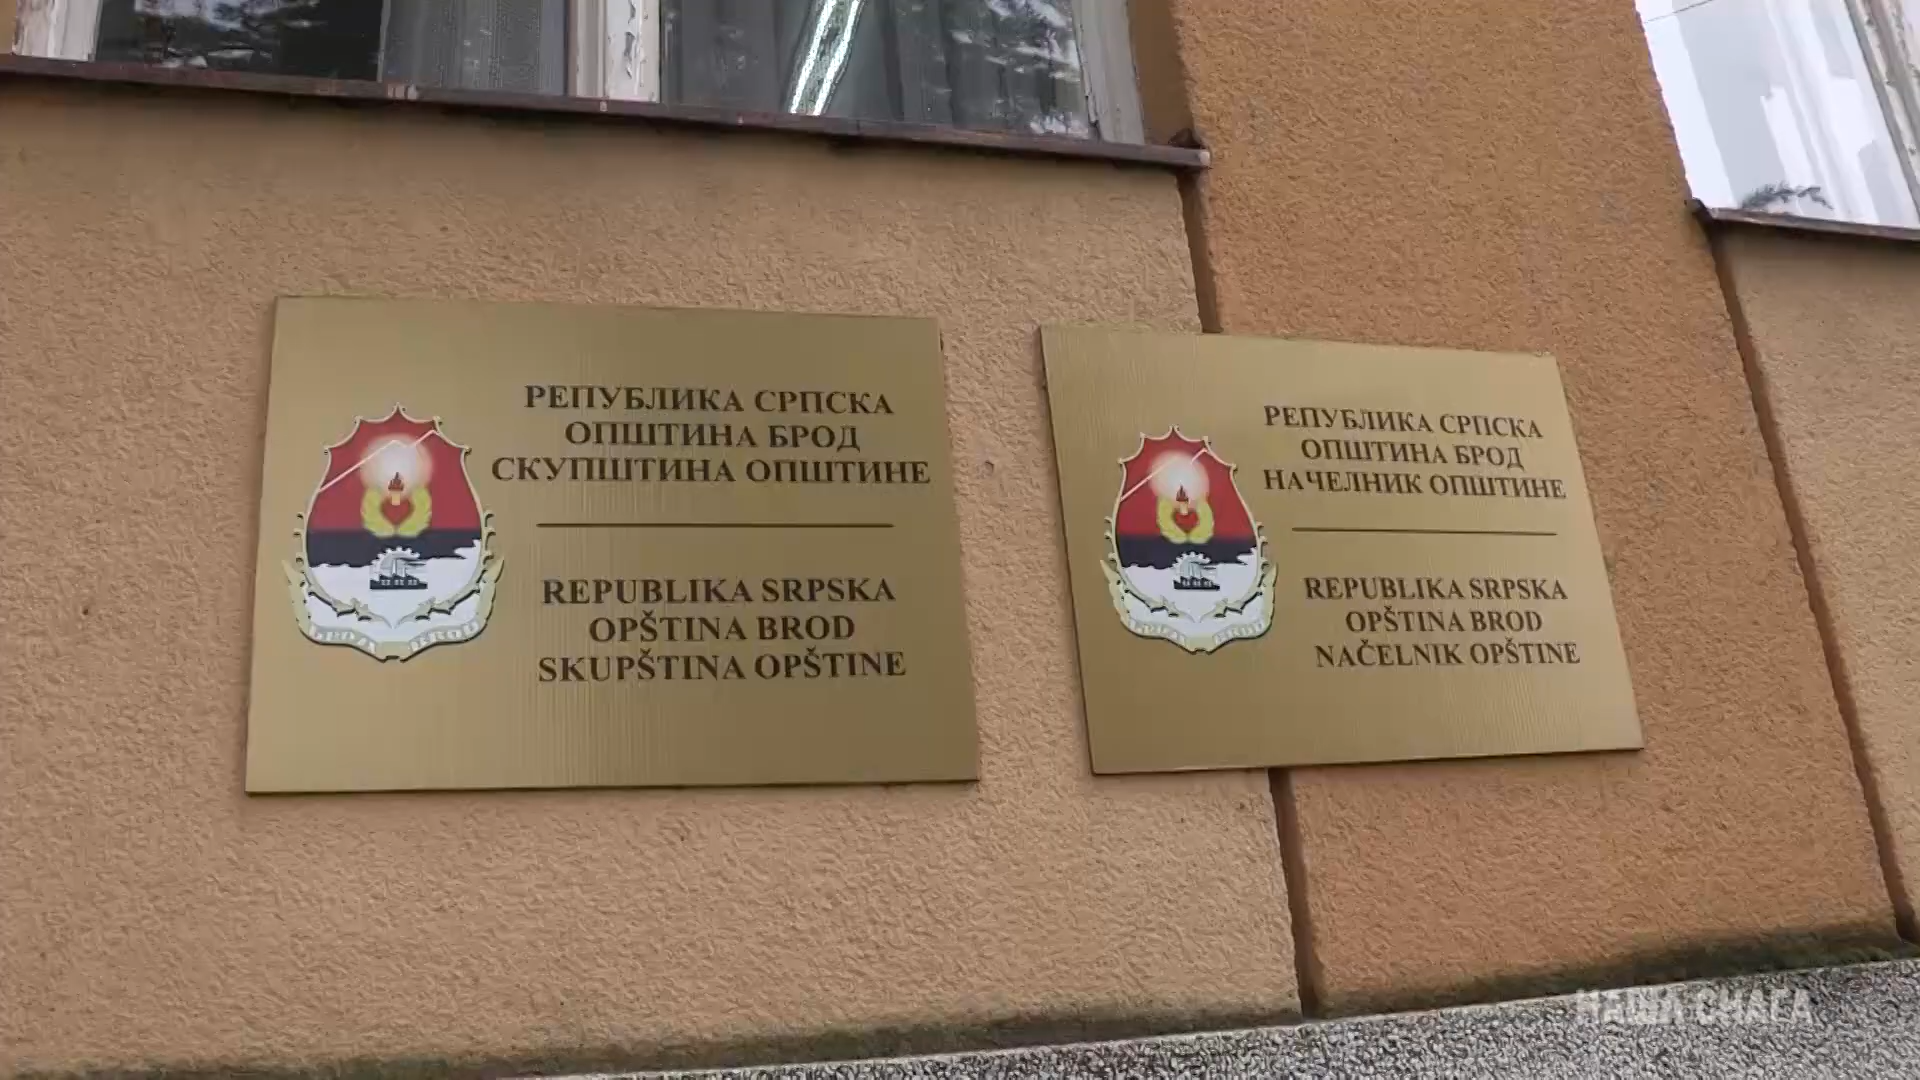 РЕПУБЛИКА СРПСКА
ОПШТИНА БРОД
СКУПШТИНА ОПШТИНЕ
REPUBLIKA SRPSKA
OPŠTINA BROD
SKUPŠTINA OPŠTINE
РЕПУБЛИКА СРПСКА
ОПШТИНА БРОД
НАЧЕЛНИК ОПШТИНЕ
REPUBLIKA SRPSKA
OPŠTINA BROD
NAČELNIK OPŠTINE
НАША СНАГА